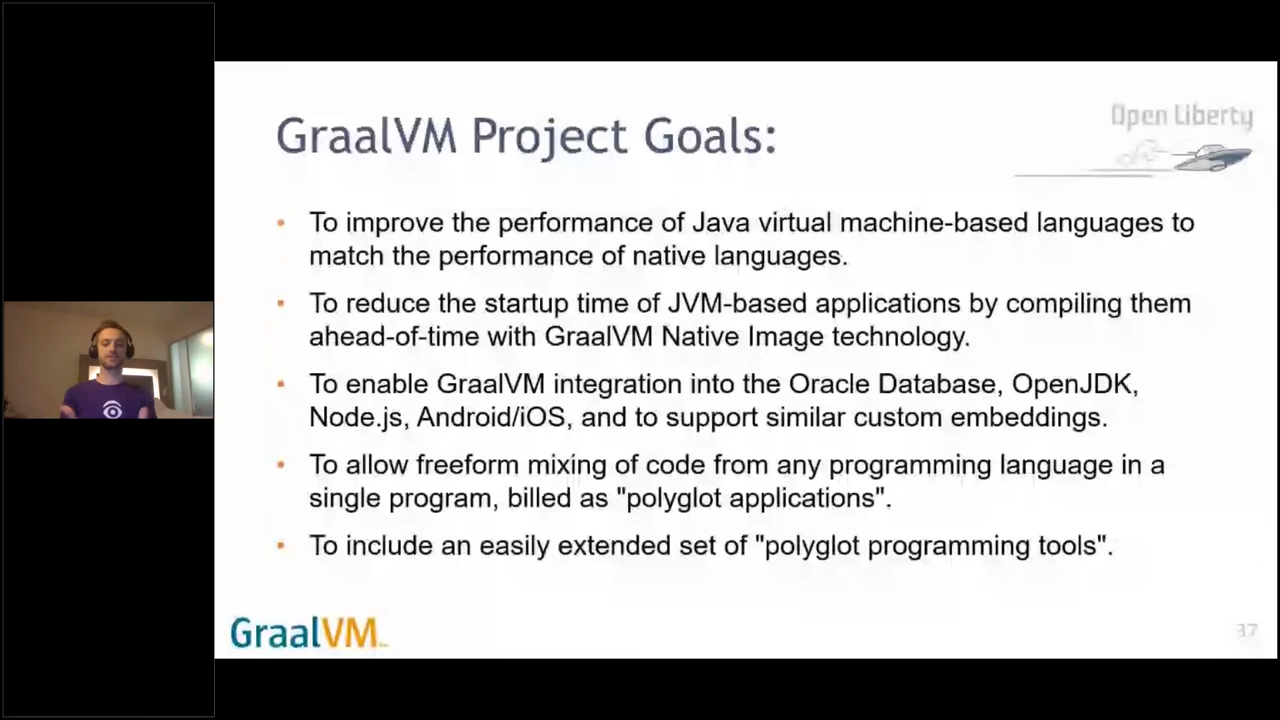 GraalVM Project Goals:
Open Liberty
• To improve the performance of Java virtual machine-based languages to
match the performance of native languages.
• To reduce the startup time of JVM-based applications by compiling them
ahead-of-time with GraalVM Native Image technology.
• To enable GraalVM integration into the Oracle Database, OpenJDK,
Node.js, Android/iOS, and to support similar custom embeddings.
• To allow freeform mixing of code from any programming language in a
single program, billed as "polyglot applications".
• To include an easily extended set of "polyglot programming tools".
GraalVM
37